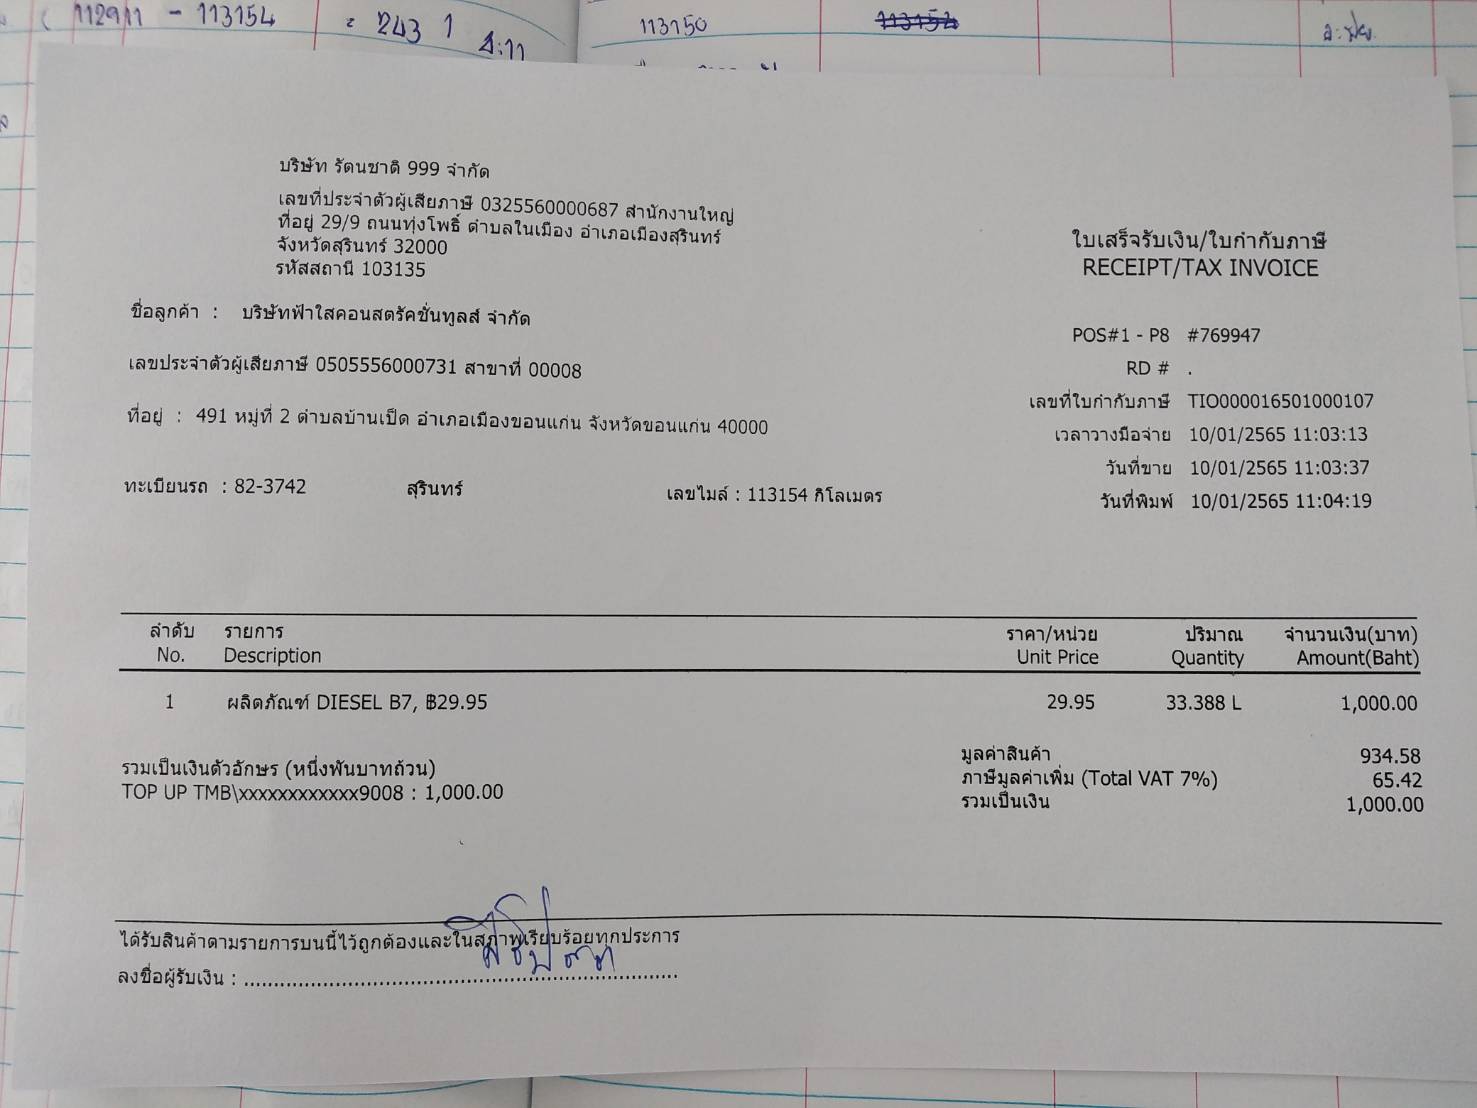 112911 - 113154 = 243
113150
บริษัท รัตนชาติ 999 จำกัด
เลขที่ประจำตัวผู้เสียภาษี 0325560000687 สำนักงานใหญ่
ที่อยู่ 29/9 ถนนทุ่งโพธิ์ ตำบลในเมือง อำเภอเมืองสุรินทร์
จังหวัดสุรินทร์ 32000
รหัสสถานี 103135
ใบเสร็จรับเงิน/ใบกำกับภาษี
RECEIPT/TAX INVOICE
ชื่อลูกค้า : บริษัทฟ้าใสคอนสตรัคชั่นทูลส์ จำกัด
เลขประจำตัวผู้เสียภาษี 0505556000731 สาขาที่ 00008
ที่อยู่ : 491 หมู่ที่ 2 ตำบลบ้านเป็ด อำเภอเมืองขอนแก่น จังหวัดขอนแก่น 40000
ทะเบียนรถ : 82-3742 สุรินทร์ เลขไมล์ : 113154 กิโลเมตร
POS#1 - P8 #769947
RD # .
เลขที่ใบกำกับภาษี TIO000016501000107
เวลาวางมือจ่าย 10/01/2565 11:03:13
วันที่ขาย 10/01/2565 11:03:37
วันที่พิมพ์ 10/01/2565 11:04:19
ลำดับ รายการ ราคา/หน่วย ปริมาณ จำนวนเงิน(บาท)
No. Description Unit Price Quantity Amount(Baht)
1 ผลิตภัณฑ์ DIESEL B7, ฿29.95 29.95 33.388 L 1,000.00
มูลค่าสินค้า 934.58
รวมเป็นเงินตัวอักษร (หนึ่งพันบาทถ้วน)
ภาษีมูลค่าเพิ่ม (Total VAT 7%) 65.42
TOP UP TMB\xxxxxxxxxxxx9008 : 1,000.00
รวมเป็นเงิน 1,000.00
ได้รับสินค้าตามรายการบนนี้ไว้ถูกต้องและในสภาพเรียบร้อยทุกประการ
ลงชื่อผู้รับเงิน :